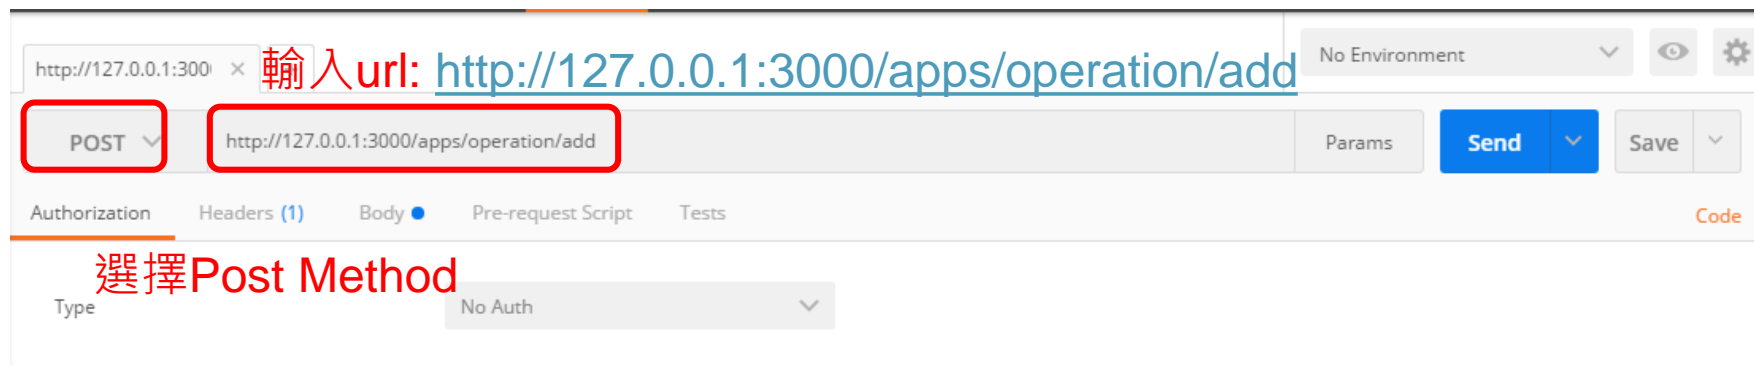 http://127.0.0.1:300 × 輸入url: http://127.0.0.1:3000/apps/operation/add No Environment
POST http://127.0.0.1:3000/apps/operation/add Params Send Save
Authorization Headers (1) Body Pre-request Script Tests Code
選擇Post Method
Type No Auth